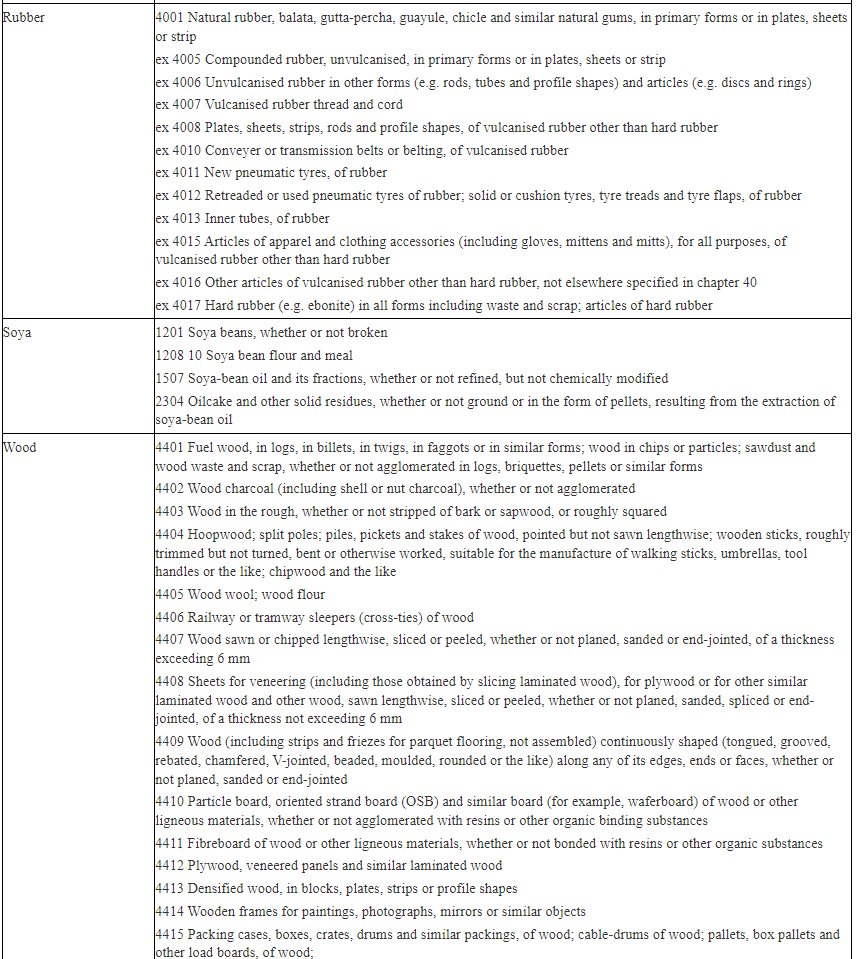 Rubber
4001 Natural rubber, balata, gutta-percha, guayule, chicle and similar natural gums, in primary forms or in plates, sheets
or strip
ex 4005 Compounded rubber, unvulcanised, in primary forms or in plates, sheets or strip
ex 4006 Unvulcanised rubber in other forms (e.g. rods, tubes and profile shapes) and articles (e.g. discs and rings)
ex 4007 Vulcanised rubber thread and cord
ex 4008 Plates, sheets, strips, rods and profile shapes, of vulcanised rubber other than hard rubber
ex 4010 Conveyer or transmission belts or belting, of vulcanised rubber
ex 4011 New pneumatic tyres, of rubber
ex 4012 Retreaded or used pneumatic tyres of rubber; solid or cushion tyres, tyre treads and tyre flaps, of rubber
ex 4013 Inner tubes, of rubber
ex 4015 Articles of apparel and clothing accessories (including gloves, mittens and mitts), for all purposes, of
vulcanised rubber other than hard rubber
ex 4016 Other articles of vulcanised rubber other than hard rubber, not elsewhere specified in chapter 40
ex 4017 Hard rubber (e.g. ebonite) in all forms including waste and scrap; articles of hard rubber
Soya
1201 Soya beans, whether or not broken
1208 10 Soya bean flour and meal
1507 Soya-bean oil and its fractions, whether or not refined, but not chemically modified
2304 Oilcake and other solid residues, whether or not ground or in the form of pellets, resulting from the extraction of
soya-bean oil
Wood
4401 Fuel wood, in logs, in billets, in twigs, in faggots or in similar forms; wood in chips or particles; sawdust and
wood waste and scrap, whether or not agglomerated in logs, briquettes, pellets or similar forms
4402 Wood charcoal (including shell or nut charcoal), whether or not agglomerated
4403 Wood in the rough, whether or not stripped of bark or sapwood, or roughly squared
4404 Hoopwood; split poles; piles, pickets and stakes of wood, pointed but not sawn lengthwise; wooden sticks, roughly
trimmed but not turned, bent or otherwise worked, suitable for the manufacture of walking sticks, umbrellas, tool
handles or the like; chipwood and the like
4405 Wood wool; wood flour
4406 Railway or tramway sleepers (cross-ties) of wood
4407 Wood sawn or chipped lengthwise, sliced or peeled, whether or not planed, sanded or end-jointed, of a thickness
exceeding 6 mm
4408 Sheets for veneering (including those obtained by slicing laminated wood), for plywood or for other similar
laminated wood and other wood, sawn lengthwise, sliced or peeled, whether or not planed, sanded, spliced or end-
jointed, of a thickness not exceeding 6 mm
4409 Wood (including strips and friezes for parquet flooring, not assembled) continuously shaped (tongued, grooved,
rebated, chamfered, V-jointed, beaded, moulded, rounded or the like) along any of its edges, ends or faces, whether or
not planed, sanded or end-jointed
4410 Particle board, oriented strand board (OSB) and similar board (for example, waferboard) of wood or other
ligneous materials, whether or not agglomerated with resins or other organic binding substances
4411 Fibreboard of wood or other ligneous materials, whether or not bonded with resins or other organic substances
4412 Plywood, veneered panels and similar laminated wood
4413 Densified wood, in blocks, plates, strips or profile shapes
4414 Wooden frames for paintings, photographs, mirrors or similar objects
4415 Packing cases, boxes, crates, drums and similar packings, of wood; cable-drums of wood; pallets, box pallets and
other load boards, of wood;